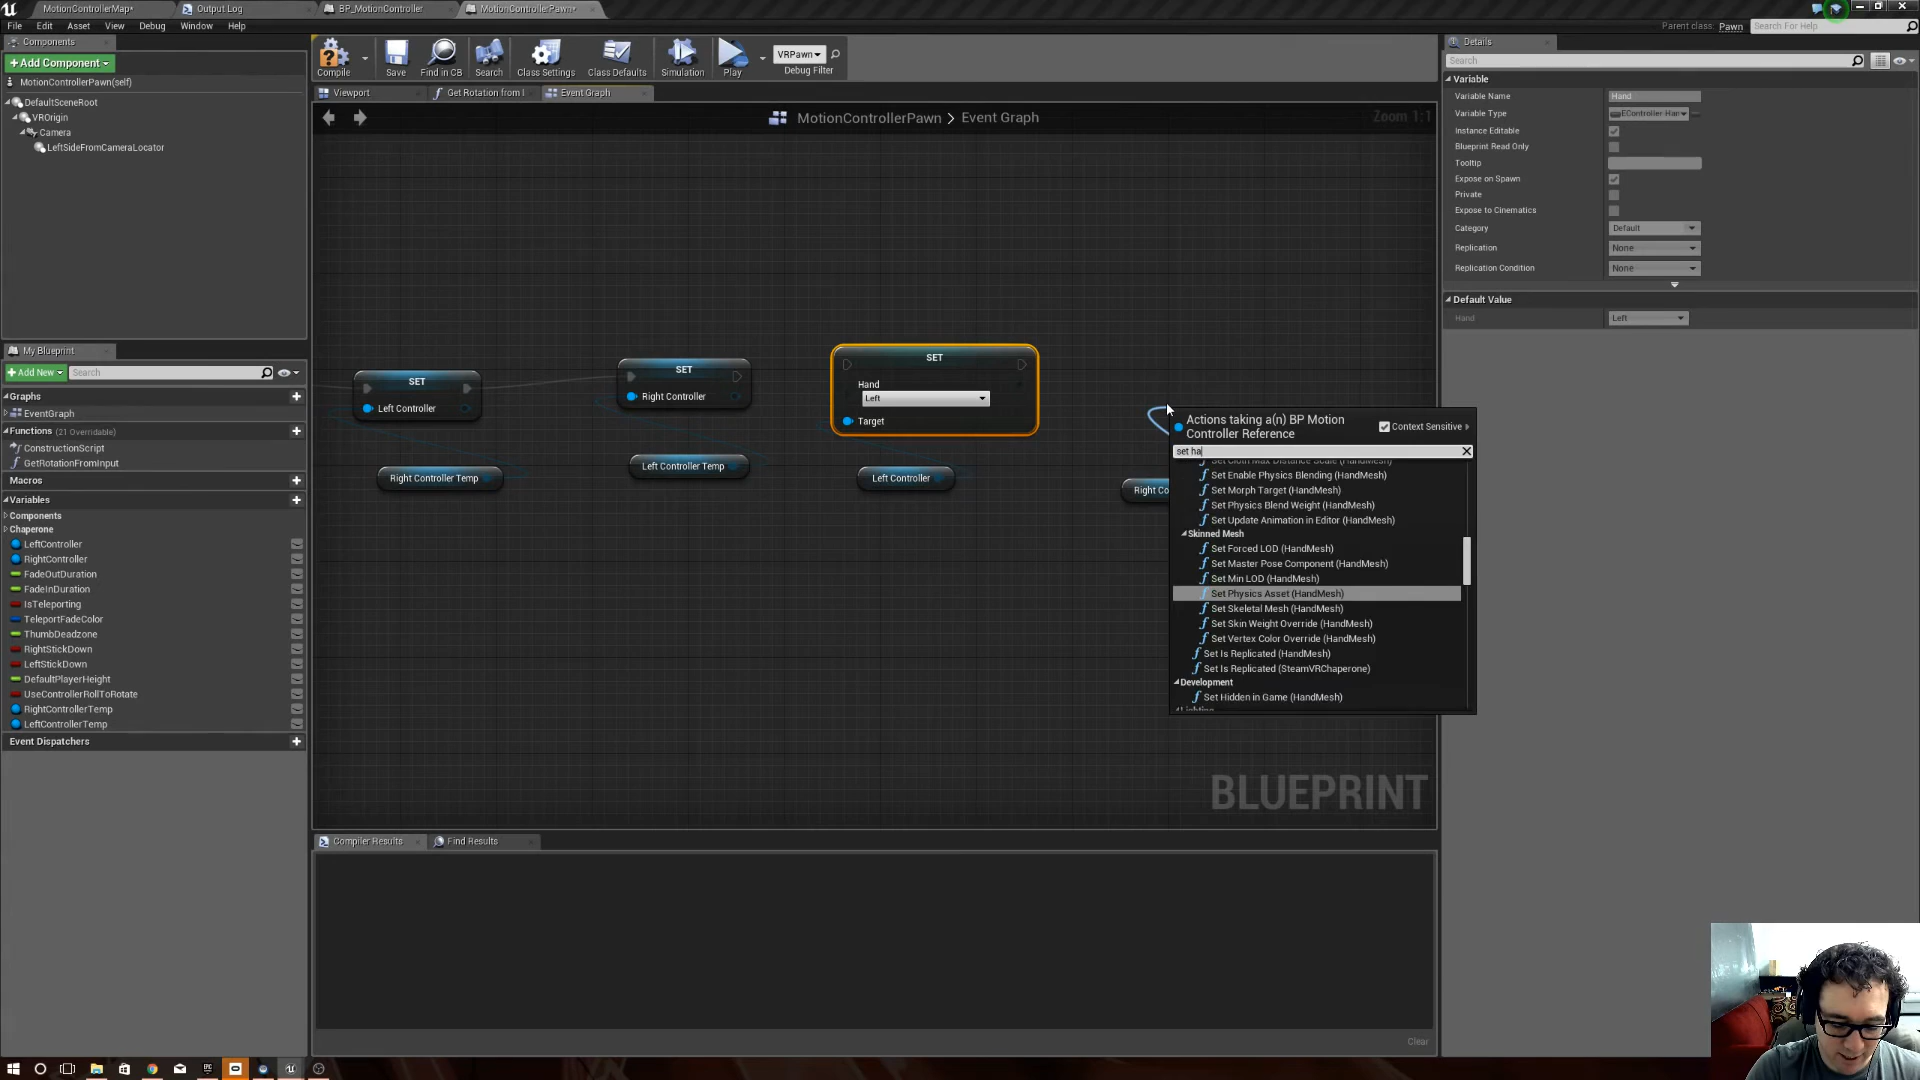 MotionControllerMap*
Output Log
BP_MotionController
MotionControllerPawn*
File Edit Asset View Debug Window Help
Parent class: Pawn
Search For Help
Components
+Add Component
MotionControllerPawn(self)
DefaultSceneRoot
VROrigin
Camera
LeftSideFromCameraLocator
Compile
Save
Find in CB
Search
Class Settings
Class Defaults
Simulation
Play
VRPawn
Debug Filter
Viewport
Get Rotation from I
Event Graph
MotionControllerPawn > Event Graph
Zoom 1:1
SET
Left Controller
SET
Right Controller
SET
Hand
Left
Target
Right Controller Temp
Left Controller Temp
Left Controller
Right Co
Actions taking a(n) BP Motion
Controller Reference
Context Sensitive
set ha
Set Enable Physics Blending (HandMesh)
Set Morph Target (HandMesh)
Set Physics Blend Weight (HandMesh)
Set Update Animation in Editor (HandMesh)
Skinned Mesh
Set Forced LOD (HandMesh)
Set Master Pose Component (HandMesh)
Set Min LOD (HandMesh)
Set Physics Asset (HandMesh)
Set Skeletal Mesh (HandMesh)
Set Skin Weight Override (HandMesh)
Set Vertex Color Override (HandMesh)
Set Is Replicated (HandMesh)
Set Is Replicated (SteamVRChaperone)
Development
Set Hidden in Game (HandMesh)
BLUEPRINT
My Blueprint
+Add New
Search
Graphs
EventGraph
Functions (21 Overridable)
ConstructionScript
GetRotationFromInput
Macros
Variables
Components
Chaperone
LeftController
RightController
FadeOutDuration
FadeInDuration
IsTeleporting
TeleportFadeColor
ThumbDeadzone
RightStickDown
LeftStickDown
DefaultPlayerHeight
UseControllerRollToRotate
RightControllerTemp
LeftControllerTemp
Event Dispatchers
Compiler Results
Find Results
Clear
Details
Search
Variable
Variable Name Hand
Variable Type EController Han
Instance Editable
Blueprint Read Only
Tooltip
Expose on Spawn
Private
Expose to Cinematics
Category Default
Replication None
Replication Condition None
Default Value
Hand Left